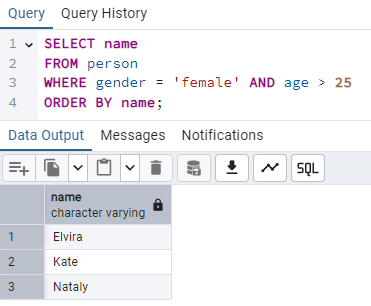 Query Query History
1 SELECT name
2 FROM person
3 WHERE gender = 'female' AND age > 25
4 ORDER BY name;
Data Output Messages Notifications
SQL
name
character varying
1 Elvira
2 Kate
3 Nataly